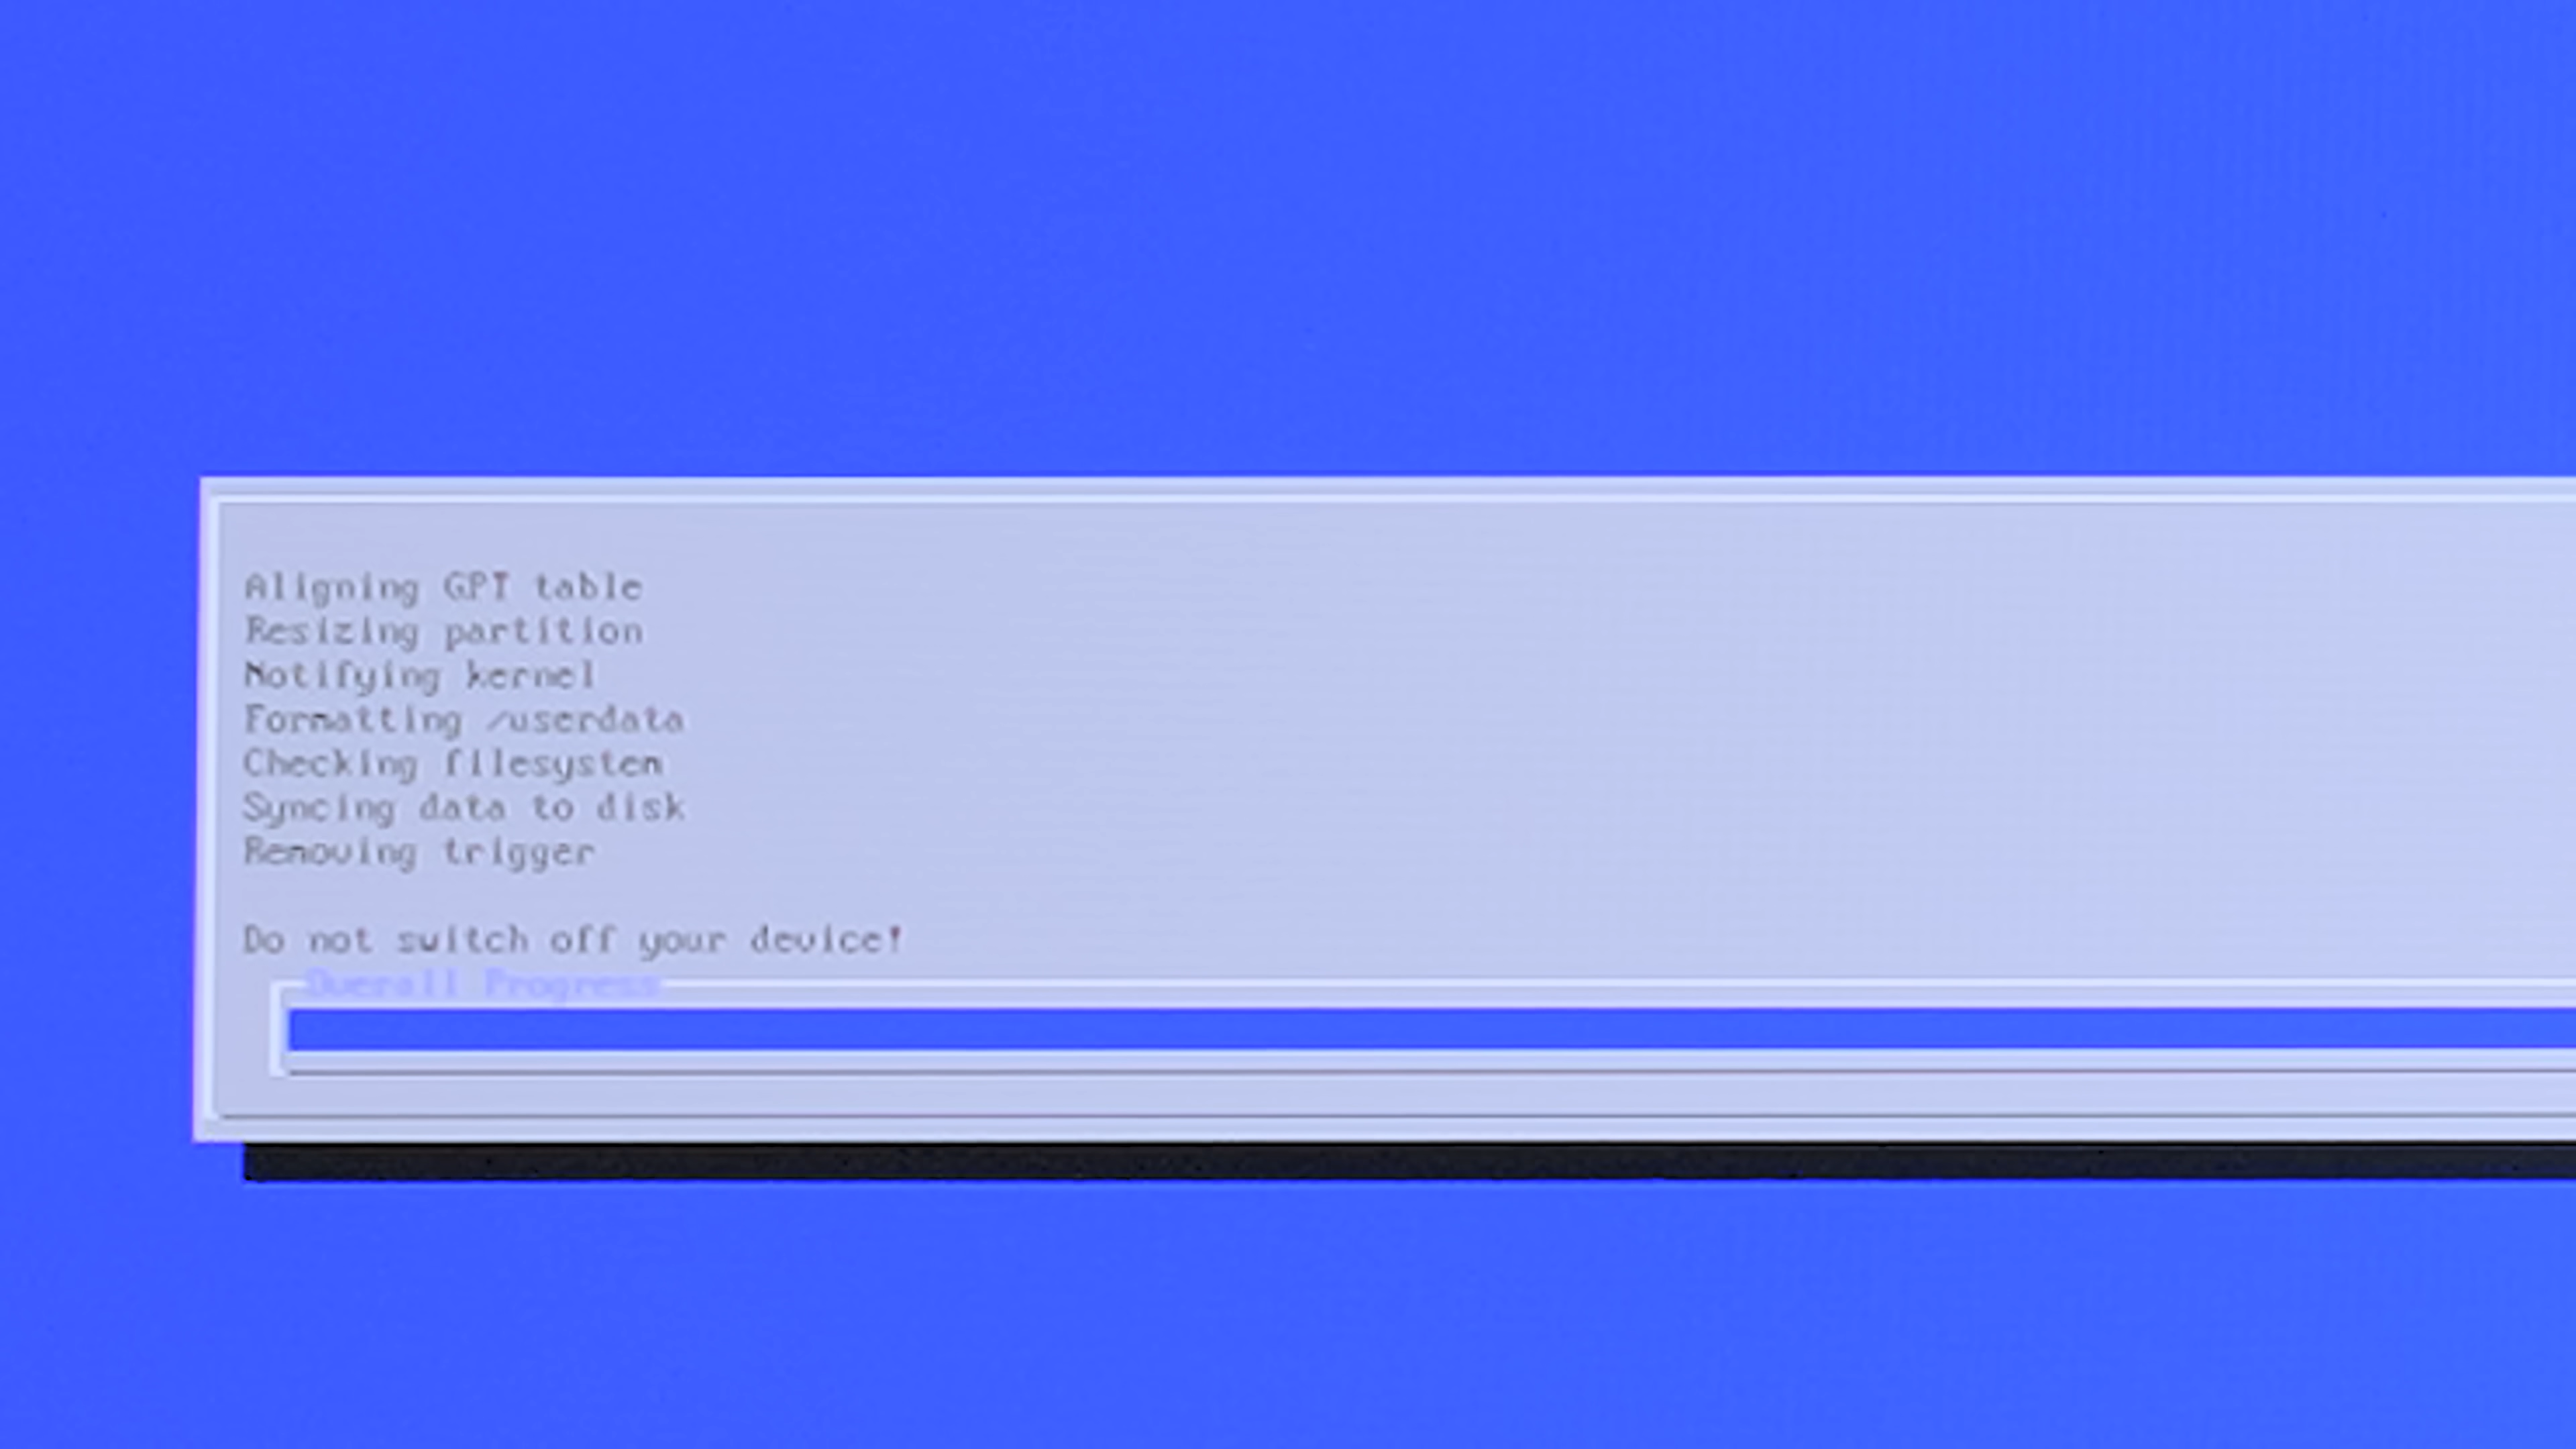 Aligning GPT table
Resizing partition
Notifying kernel
Formatting /userdata
Checking filesystem
Syncing data to disk
Removing trigger
Do not switch off your device!
Overall Progress